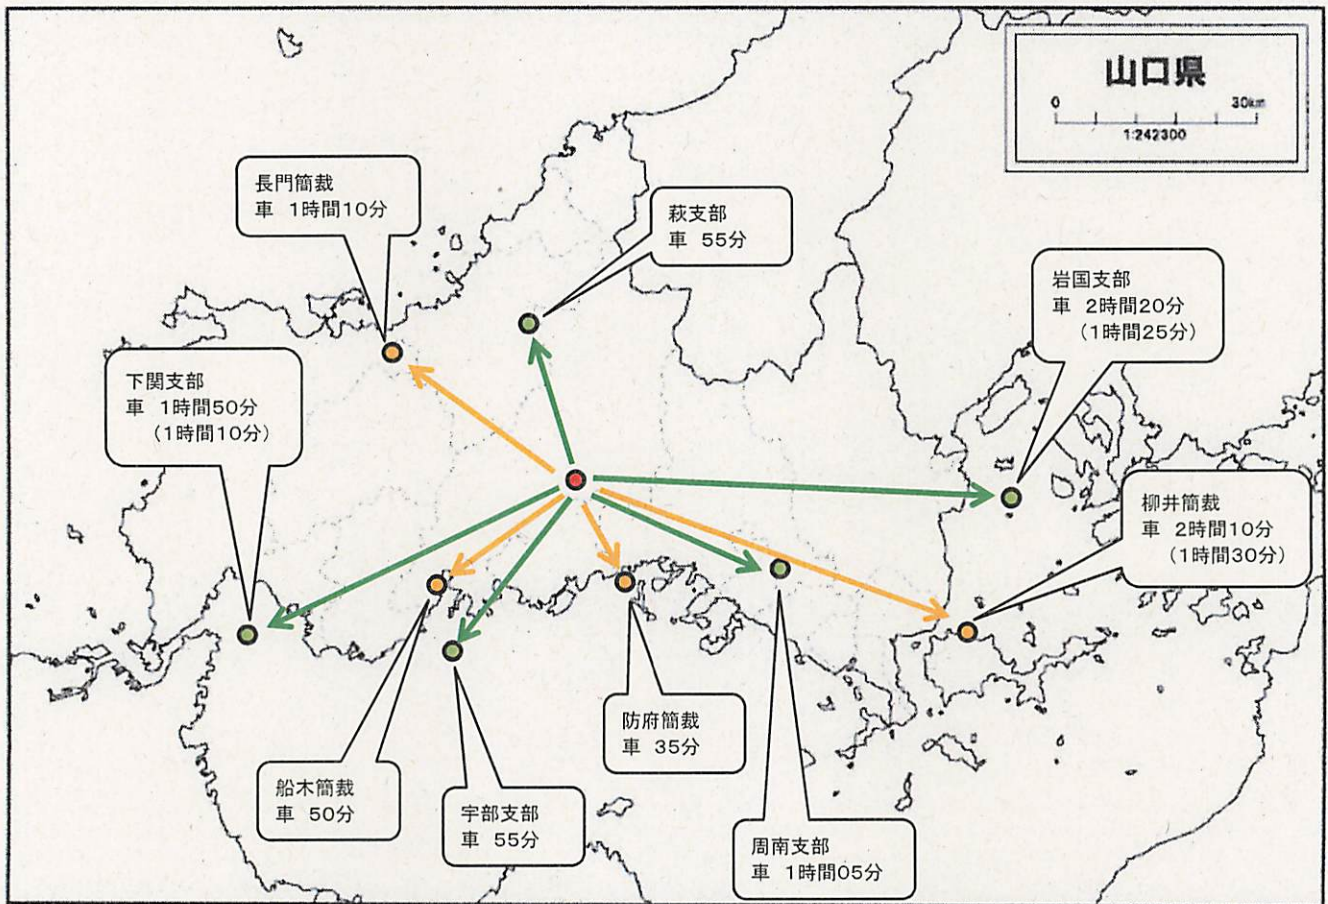 山口県
0 30km
1:242300
長門簡裁
車 1時間10分
萩支部
車 55分
岩国支部
車 2時間20分
(1時間25分)
下関支部
車 1時間50分
(1時間10分)
柳井簡裁
車 2時間10分
(1時間30分)
防府簡裁
車 35分
船木簡裁
車 50分
宇部支部
車 55分
周南支部
車 1時間05分